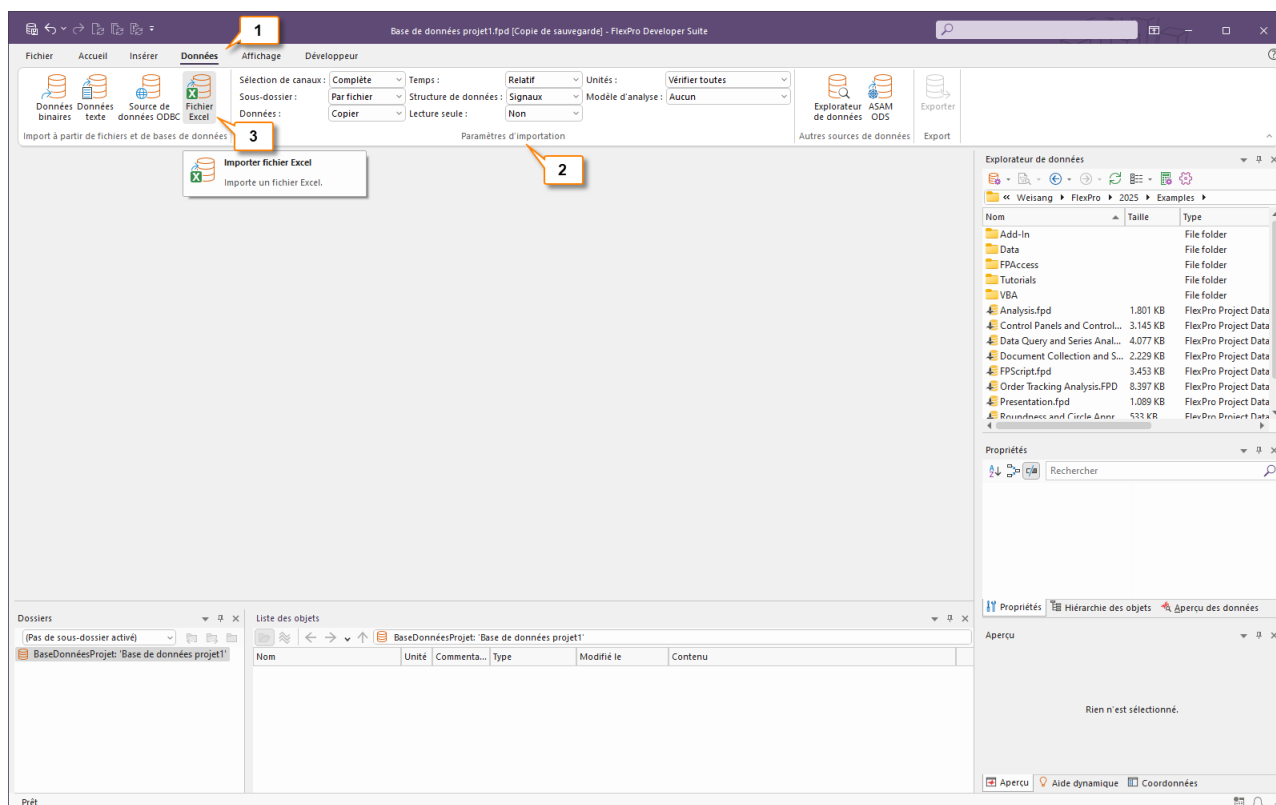 Base de données projet1.fpd [Copie de sauvegarde] - FlexPro Developer Suite
1
Fichier Accueil Insérer Données Affichage Développeur
Données binaires
Données texte
Source de données ODBC
Fichier Excel
Import à partir de fichiers et de bases de données
3
Sélection de canaux : Complète Temps : Relatif Unités : Vérifier toutes
Sous-dossier : Par fichier Structure de données : Signaux Modèle d'analyse : Aucun
Données : Copier Lecture seule : Non
Paramètres d'importation
2
Explorateur de données
ASAM ODS
Autres sources de données
Exporter
Export
Importer fichier Excel
Importe un fichier Excel.
Explorateur de données
« Weisang FlexPro 2025 Examples
Nom Taille Type
Add-In File folder
Data File folder
FPAccess File folder
Tutorials File folder
VBA File folder
Analysis.fpd 1.801 KB FlexPro Project Data
Control Panels and Control... 3.145 KB FlexPro Project Data
Data Query and Series Anal... 4.077 KB FlexPro Project Data
Document Collection and S... 2.229 KB FlexPro Project Data
FPScript.fpd 3.453 KB FlexPro Project Data
Order Tracking Analysis.FPD 8.397 KB FlexPro Project Data
Presentation.fpd 1.089 KB FlexPro Project Data
Roundness and Circle Appr... 533 KB FlexPro Project Data
Propriétés
Rechercher
Propriétés Hiérarchie des objets Aperçu des données
Dossiers
(Pas de sous-dossier activé)
BaseDonnéesProjet: 'Base de données projet1'
Liste des objets
BaseDonnéesProjet: 'Base de données projet1'
Nom Unité Commenta... Type Modifié le Contenu
Aperçu
Rien n'est sélectionné.
Aperçu Aide dynamique Coordonnées
Prêt